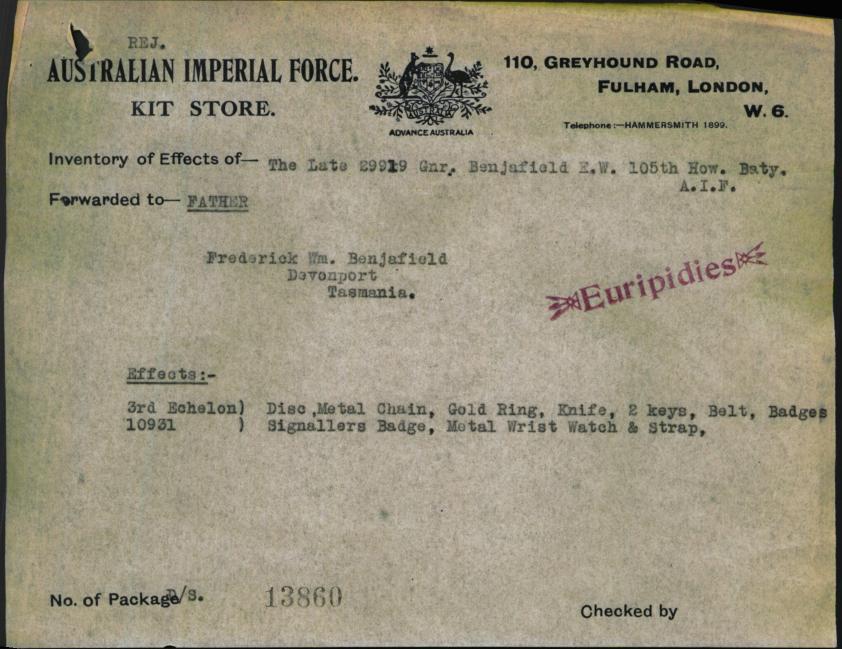 REJ.
AUSTRALIAN IMPERIAL FORCE.
KIT STORE.
AUSTRALIA
ADVANCE AUSTRALIA
110, GREYHOUND ROAD,
FULHAM, LONDON,
W. 6.
Telephone:—HAMMERSMITH 1899.
Inventory of Effects of— The Late 29919 Gnr. Benjafield E.W. 105th How. Baty.
A.I.F.
Forwarded to— FATHER
Frederick Wm. Benjafield
Devonport
Tasmania.
Euripidies
Effects:-
3rd Echelon) Disc ,Metal Chain, Gold Ring, Knife, 2 keys, Belt, Badges
10931 ) Signallers Badge, Metal Wrist Watch & Strap,
No. of Package /s. 13860
Checked by